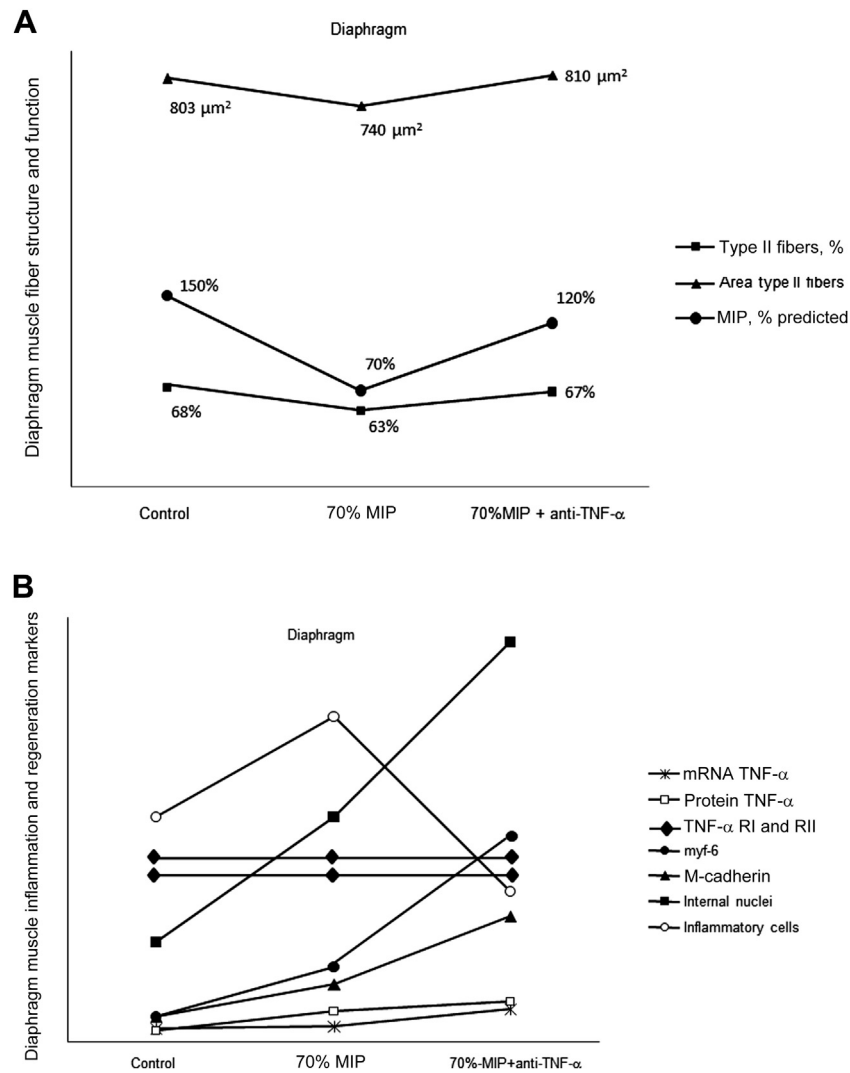 A
Diaphragm
Diaphragm muscle fiber structure and function
803 µm²
740 µm²
810 µm²
150%
70%
120%
68%
63%
67%
Type II fibers, %
Area type II fibers
MIP, % predicted
Control
70% MIP
70%MIP + anti-TNF-α
B
Diaphragm
Diaphragm muscle inflammation and regeneration markers
mRNA TNF-α
Protein TNF-α
TNF-α RI and RII
myf-6
M-cadherin
Internal nuclei
Inflammatory cells
Control
70% MIP
70%-MIP+anti-TNF-α